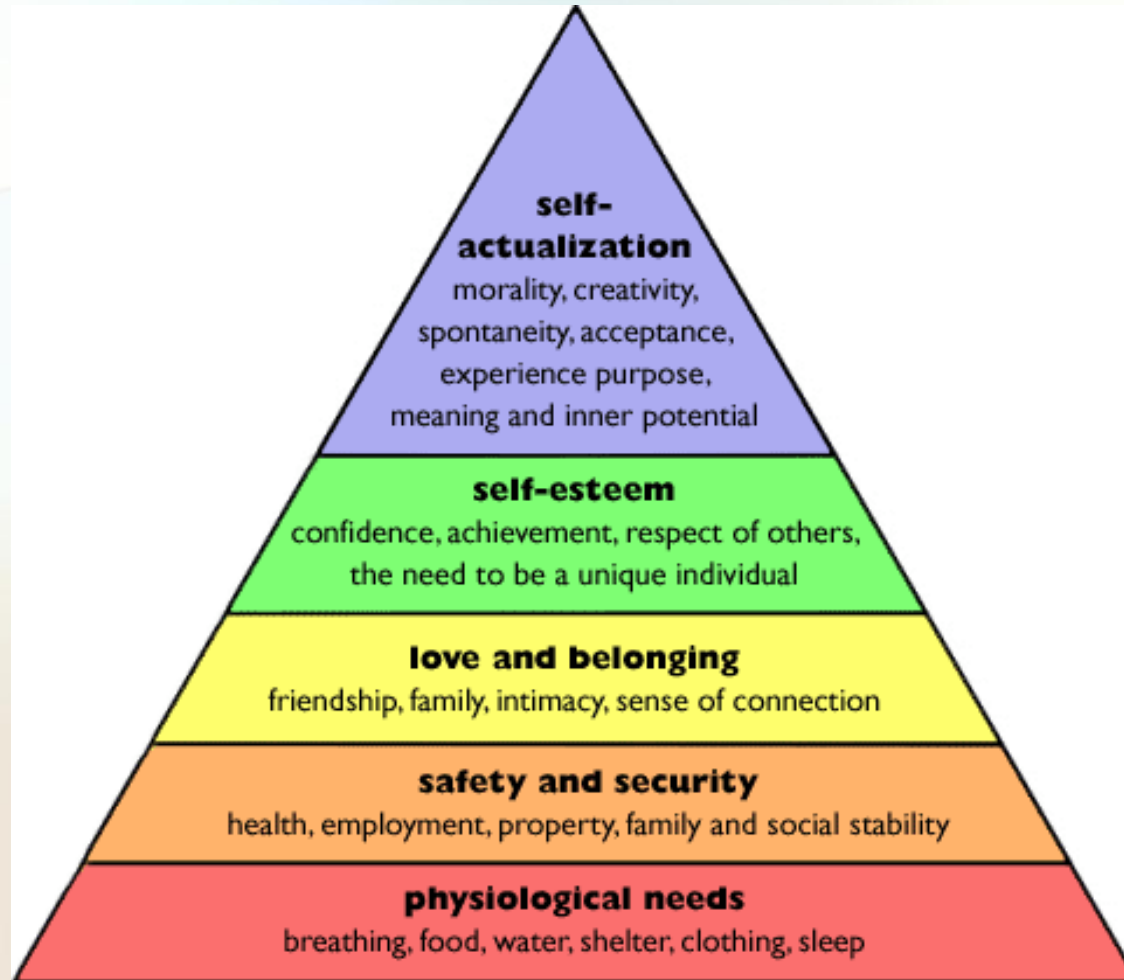 self-
actualization
morality, creativity,
spontaneity, acceptance,
experience purpose,
meaning and inner potential
self-esteem
confidence, achievement, respect of others,
the need to be a unique individual
love and belonging
friendship, family, intimacy, sense of connection
safety and security
health, employment, property, family and social stability
physiological needs
breathing, food, water, shelter, clothing, sleep